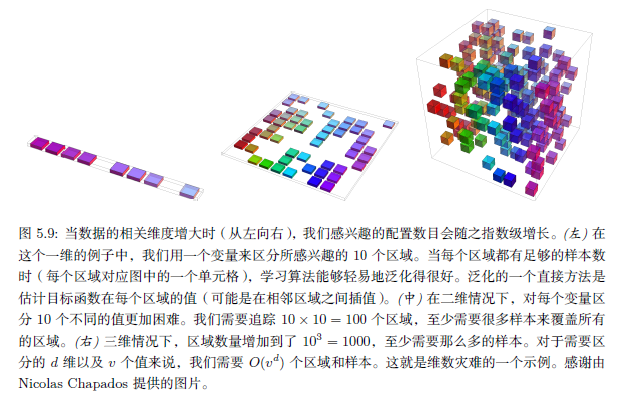 图 5.9: 当数据的相关维度增大时（从左向右），我们感兴趣的配置数目会随之指数级增长。(左) 在
这个一维的例子中，我们用一个变量来区分所感兴趣的 10 个区域。当每个区域都有足够的样本数
时（每个区域对应图中的一个单元格），学习算法能够轻易地泛化得很好。泛化的一个直接方法是
估计目标函数在每个区域的值（可能是在相邻区域之间插值）。(中) 在二维情况下，对每个变量区
分 10 个不同的值更加困难。我们需要追踪 10 × 10 = 100 个区域，至少需要很多样本来覆盖所有
的区域。(右) 三维情况下，区域数量增加到了 10³ = 1000，至少需要那么多的样本。对于需要区
分的 d 维以及 v 个值来说，我们需要 O(vᵈ) 个区域和样本。这就是维数灾难的一个示例。感谢由
Nicolas Chapados 提供的图片。